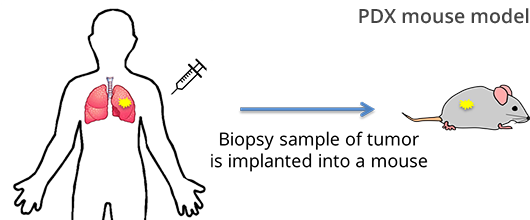 PDX mouse model
Biopsy sample of tumor
is implanted into a mouse